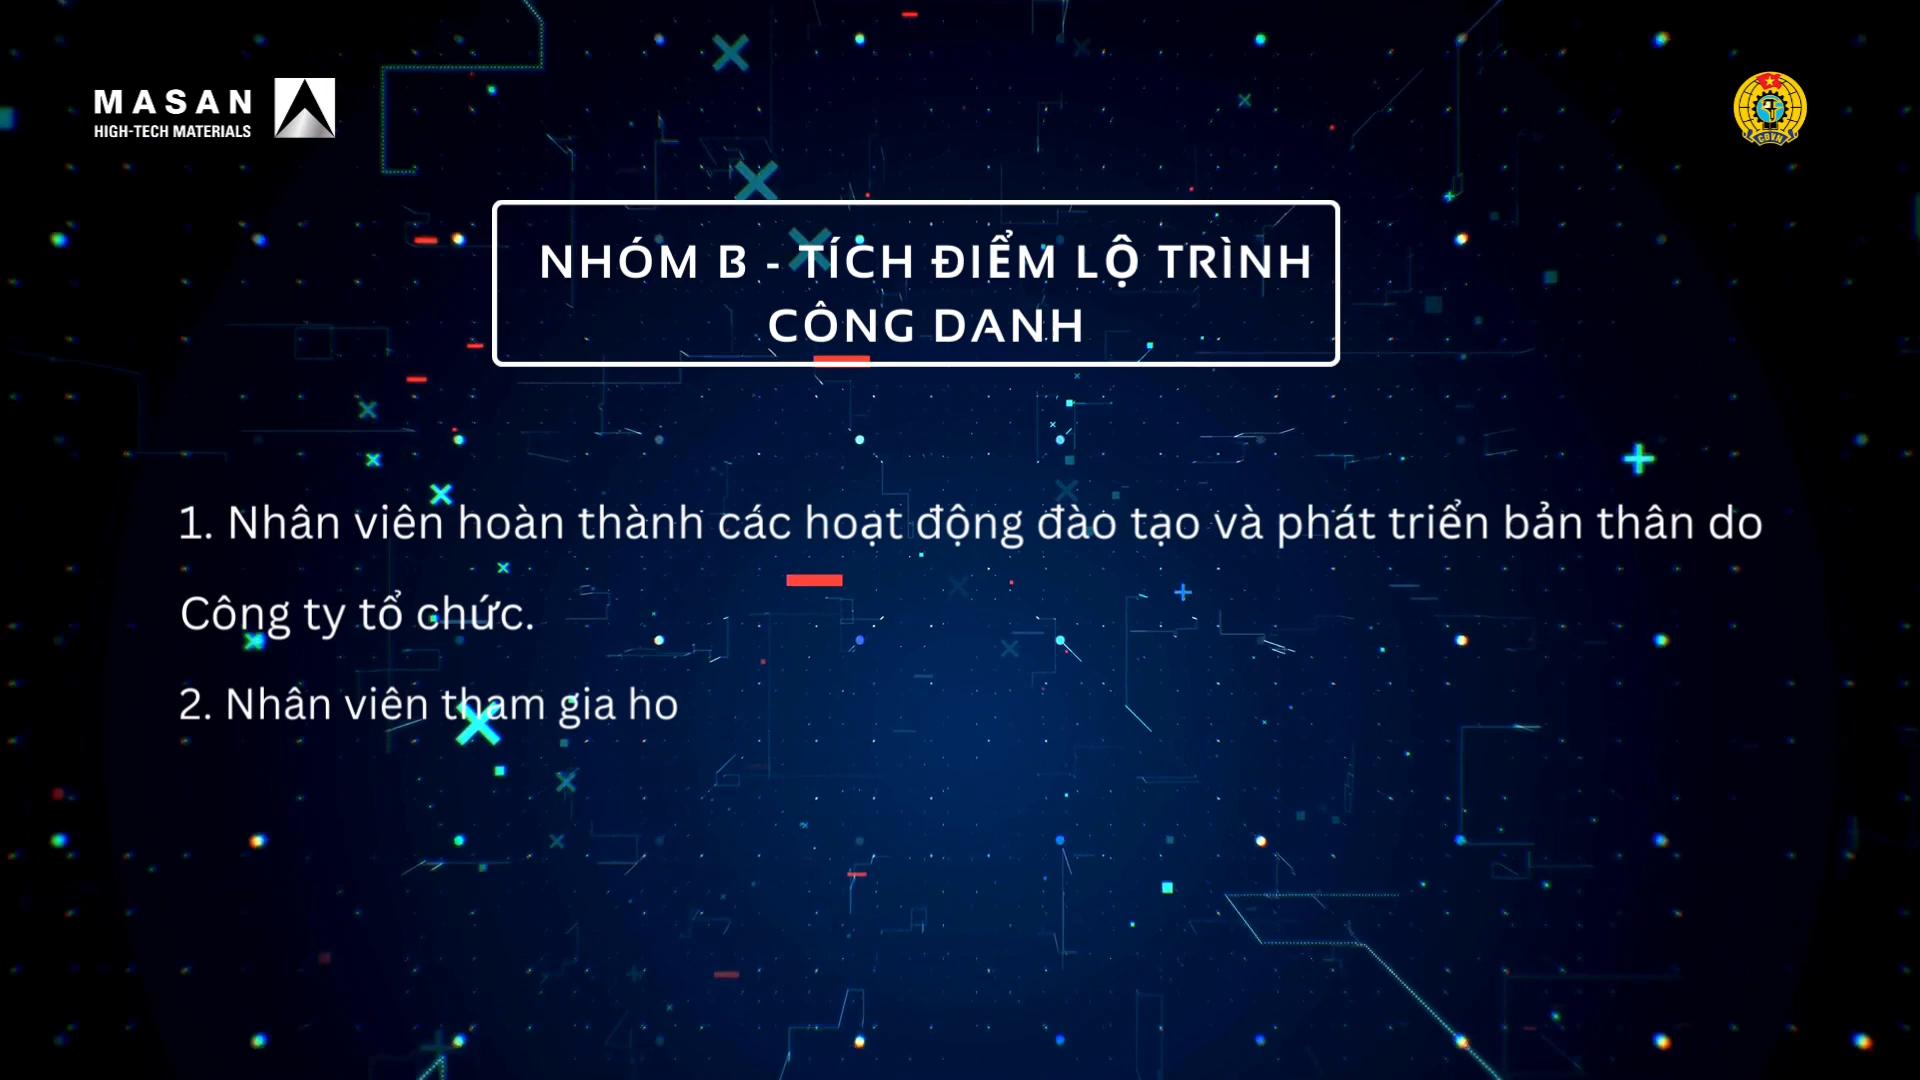 MASAN
HIGH-TECH MATERIALS
CĐVN
NHÓM B - TÍCH ĐIỂM LỘ TRÌNH
CÔNG DANH
1. Nhân viên hoàn thành các hoạt động đào tạo và phát triển bản thân do
Công ty tổ chức.
2. Nhân viên tham gia ho